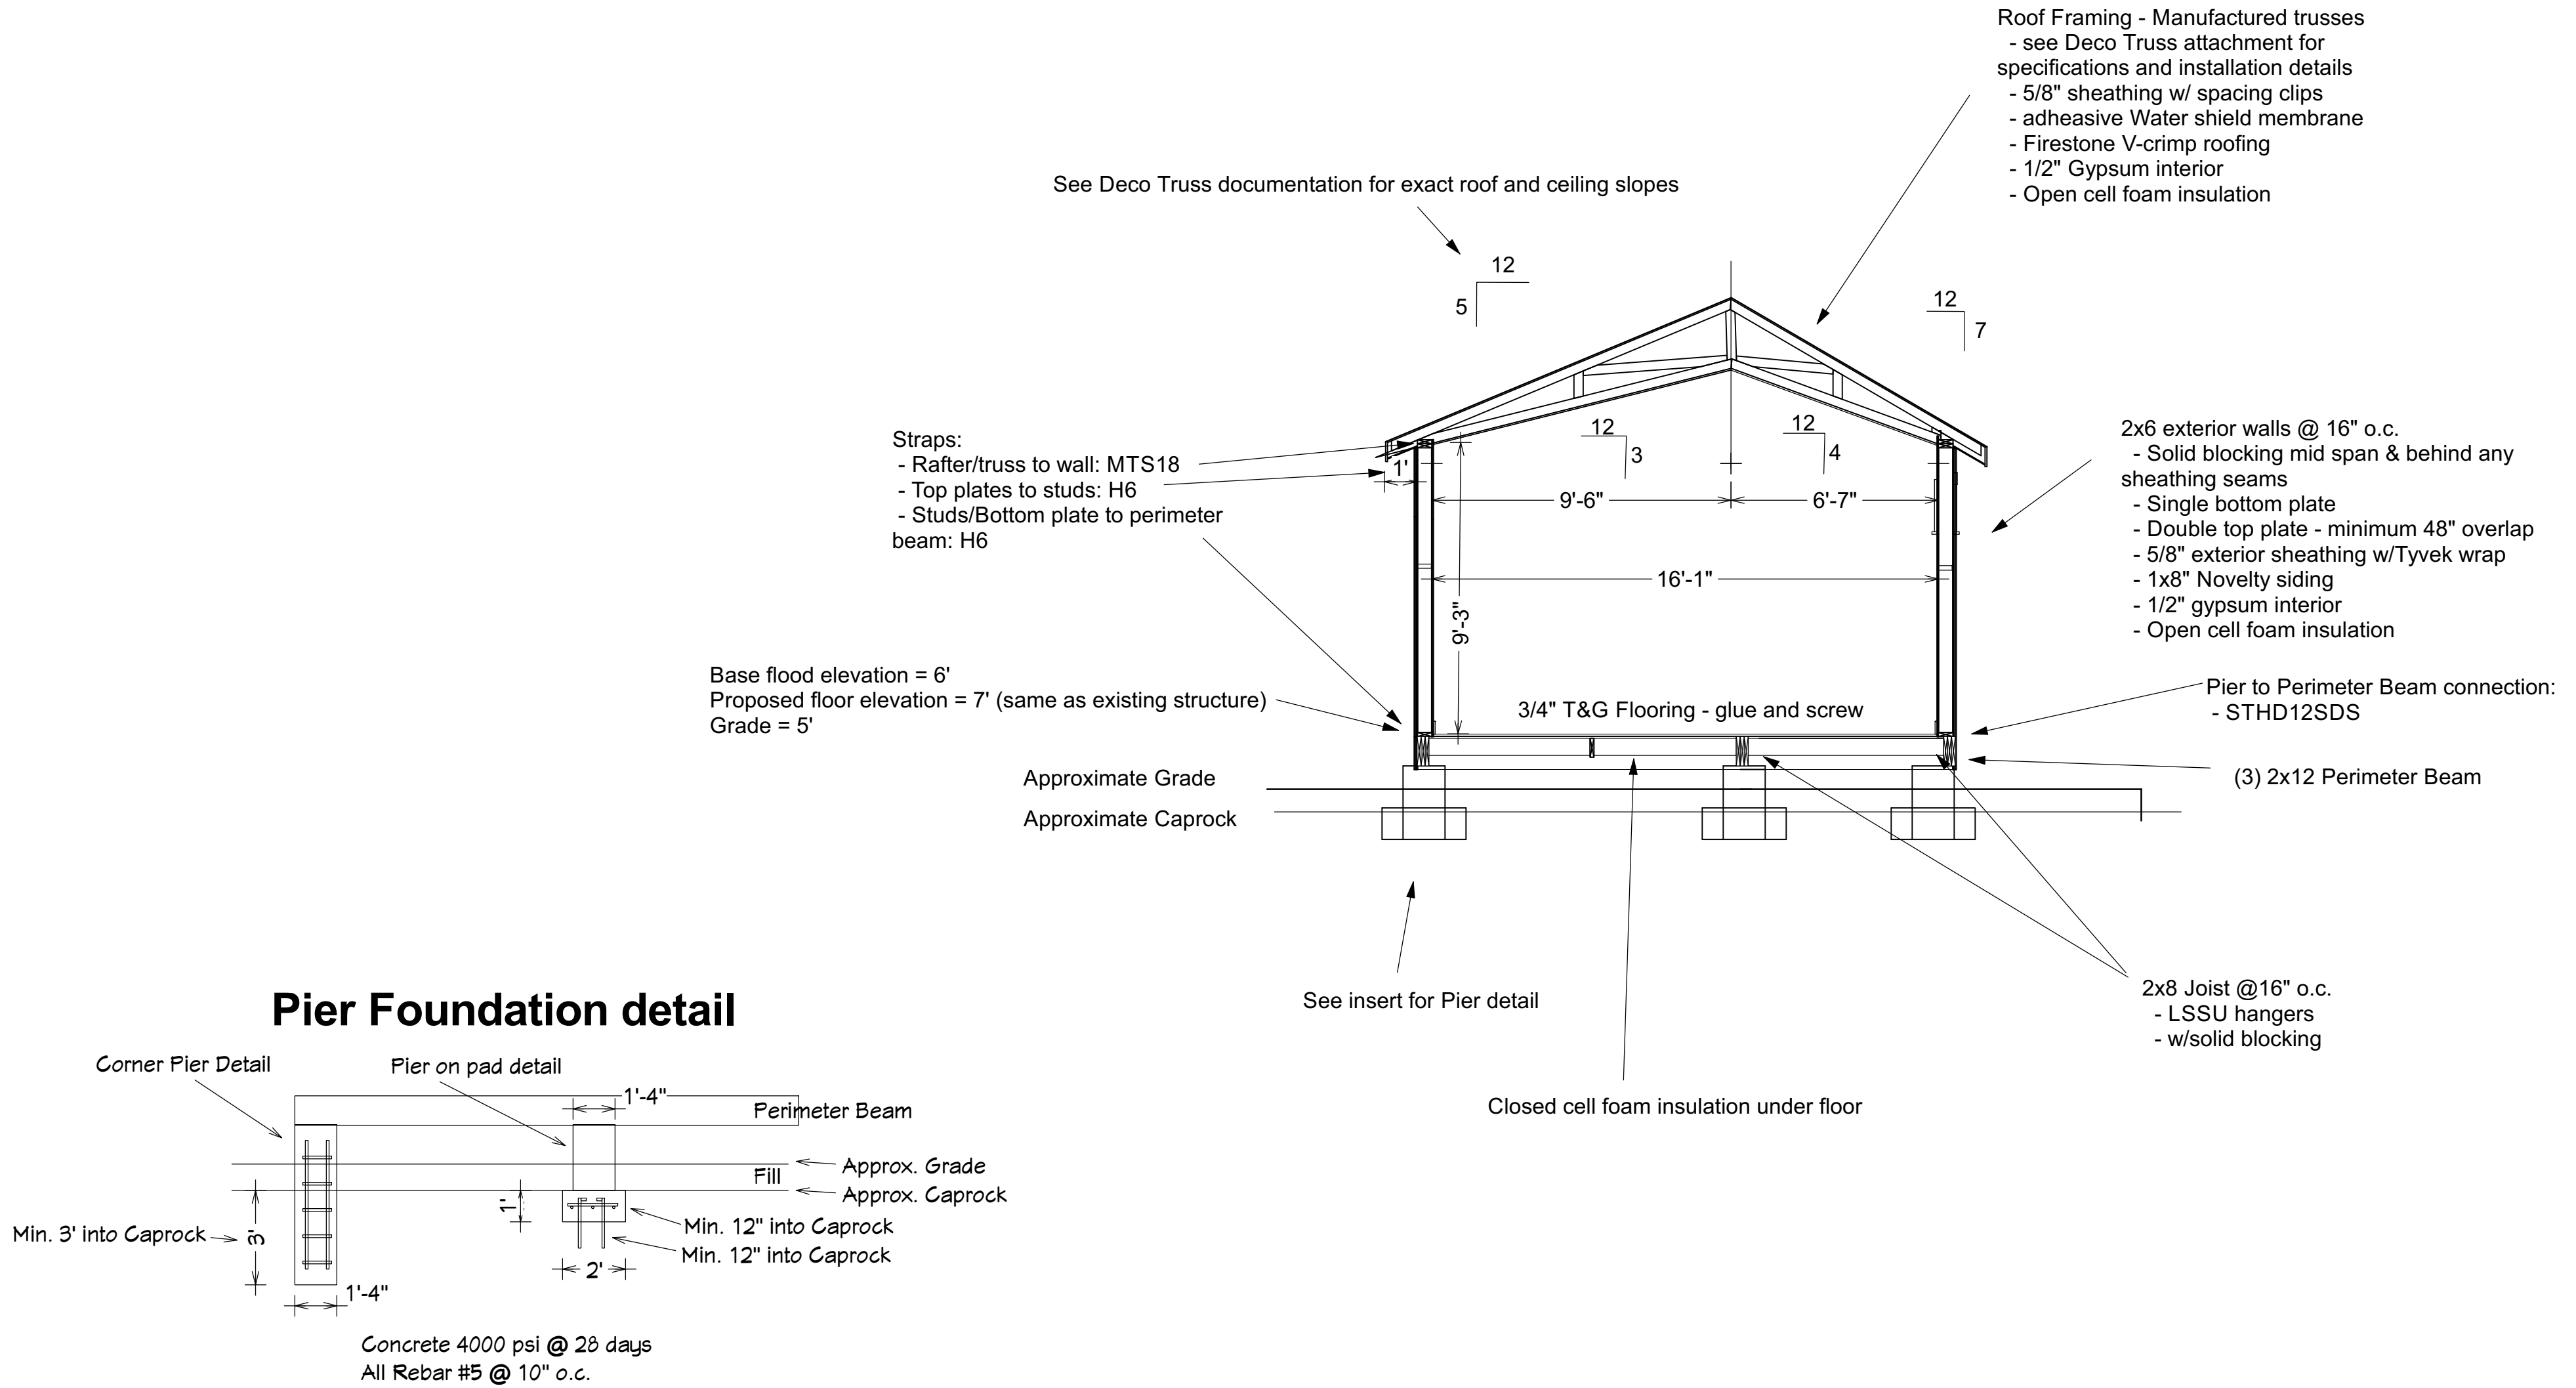 Roof Framing - Manufactured trusses
- see Deco Truss attachment for
specifications and installation details
- 5/8" sheathing w/ spacing clips
- adheasive Water shield membrane
- Firestone V-crimp roofing
- 1/2" Gypsum interior
- Open cell foam insulation
See Deco Truss documentation for exact roof and ceiling slopes
12
5
12
7
12
3
12
4
Straps:
- Rafter/truss to wall: MTS18
- Top plates to studs: H6
- Studs/Bottom plate to perimeter
beam: H6
1'
9'-6"
6'-7"
16'-1"
9'-3"
2x6 exterior walls @ 16" o.c.
- Solid blocking mid span & behind any
sheathing seams
- Single bottom plate
- Double top plate - minimum 48" overlap
- 5/8" exterior sheathing w/Tyvek wrap
- 1x8" Novelty siding
- 1/2" gypsum interior
- Open cell foam insulation
Base flood elevation = 6'
Proposed floor elevation = 7' (same as existing structure)
Grade = 5'
3/4" T&G Flooring - glue and screw
Pier to Perimeter Beam connection:
- STHD12SDS
(3) 2x12 Perimeter Beam
Approximate Grade
Approximate Caprock
See insert for Pier detail
2x8 Joist @16" o.c.
- LSSU hangers
- w/solid blocking
Closed cell foam insulation under floor
Pier Foundation detail
Corner Pier Detail
Pier on pad detail
1'-4"
Perimeter Beam
Approx. Grade
Fill
Approx. Caprock
1'
Min. 12" into Caprock
Min. 3' into Caprock
3'
Min. 12" into Caprock
2'
1'-4"
Concrete 4000 psi @ 28 days
All Rebar #5 @ 10" o.c.